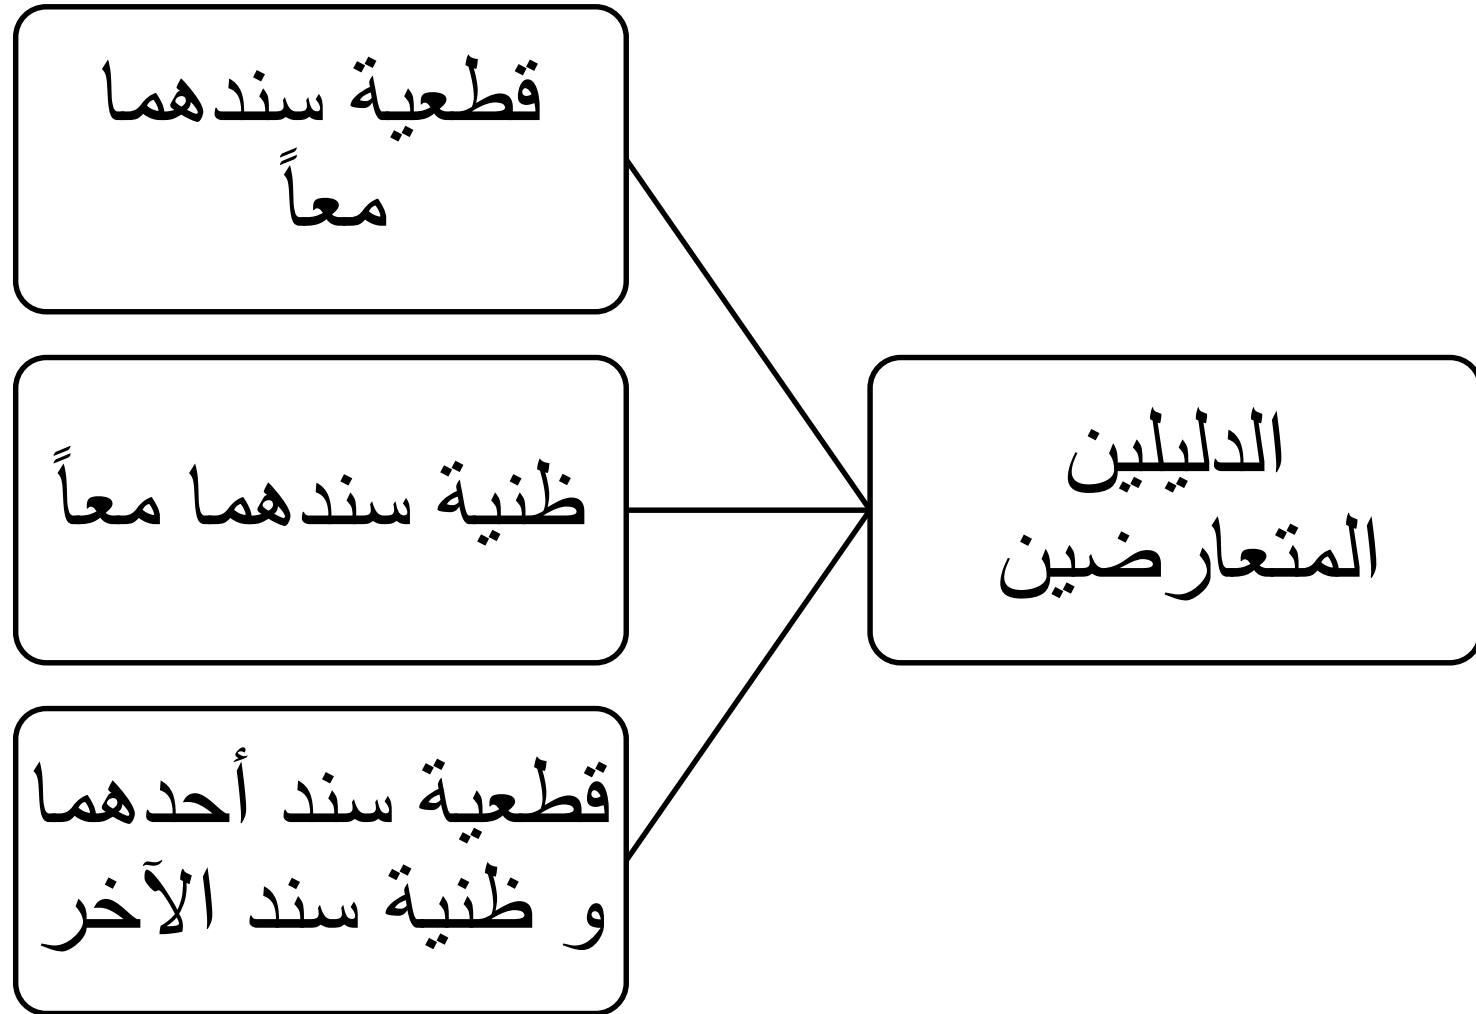 الدليلين
المتعارضين
قطعية سندهما
معاً
ظنية سندهما معاً
قطعية سند أحدهما
و ظنية سند الآخر